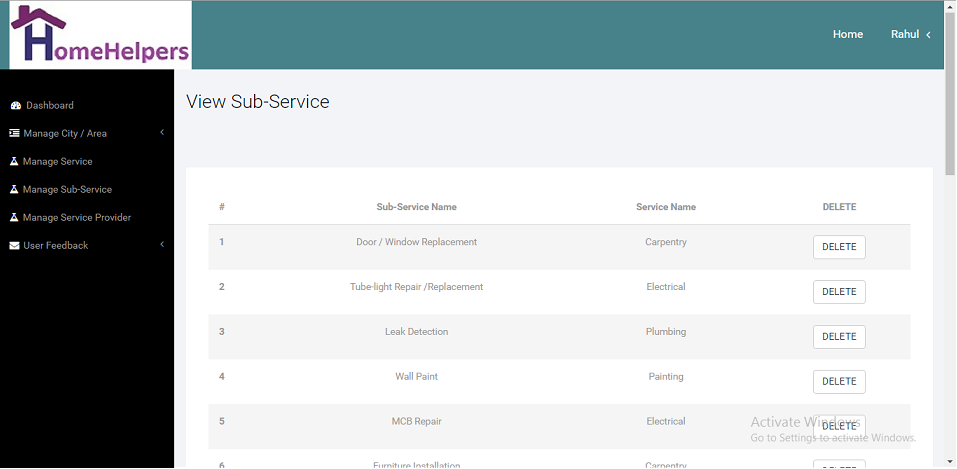 HomeHelpers
Home Rahul
Dashboard
Manage City / Area
Manage Service
Manage Sub-Service
Manage Service Provider
User Feedback
View Sub-Service
# Sub-Service Name Service Name DELETE
1 Door / Window Replacement Carpentry DELETE
2 Tube-light Repair /Replacement Electrical DELETE
3 Leak Detection Plumbing DELETE
4 Wall Paint Painting DELETE
5 MCB Repair Electrical DELETE
6 Furniture Installation Carpentry DELETE
Activate Windows
Go to Settings to activate Windows.